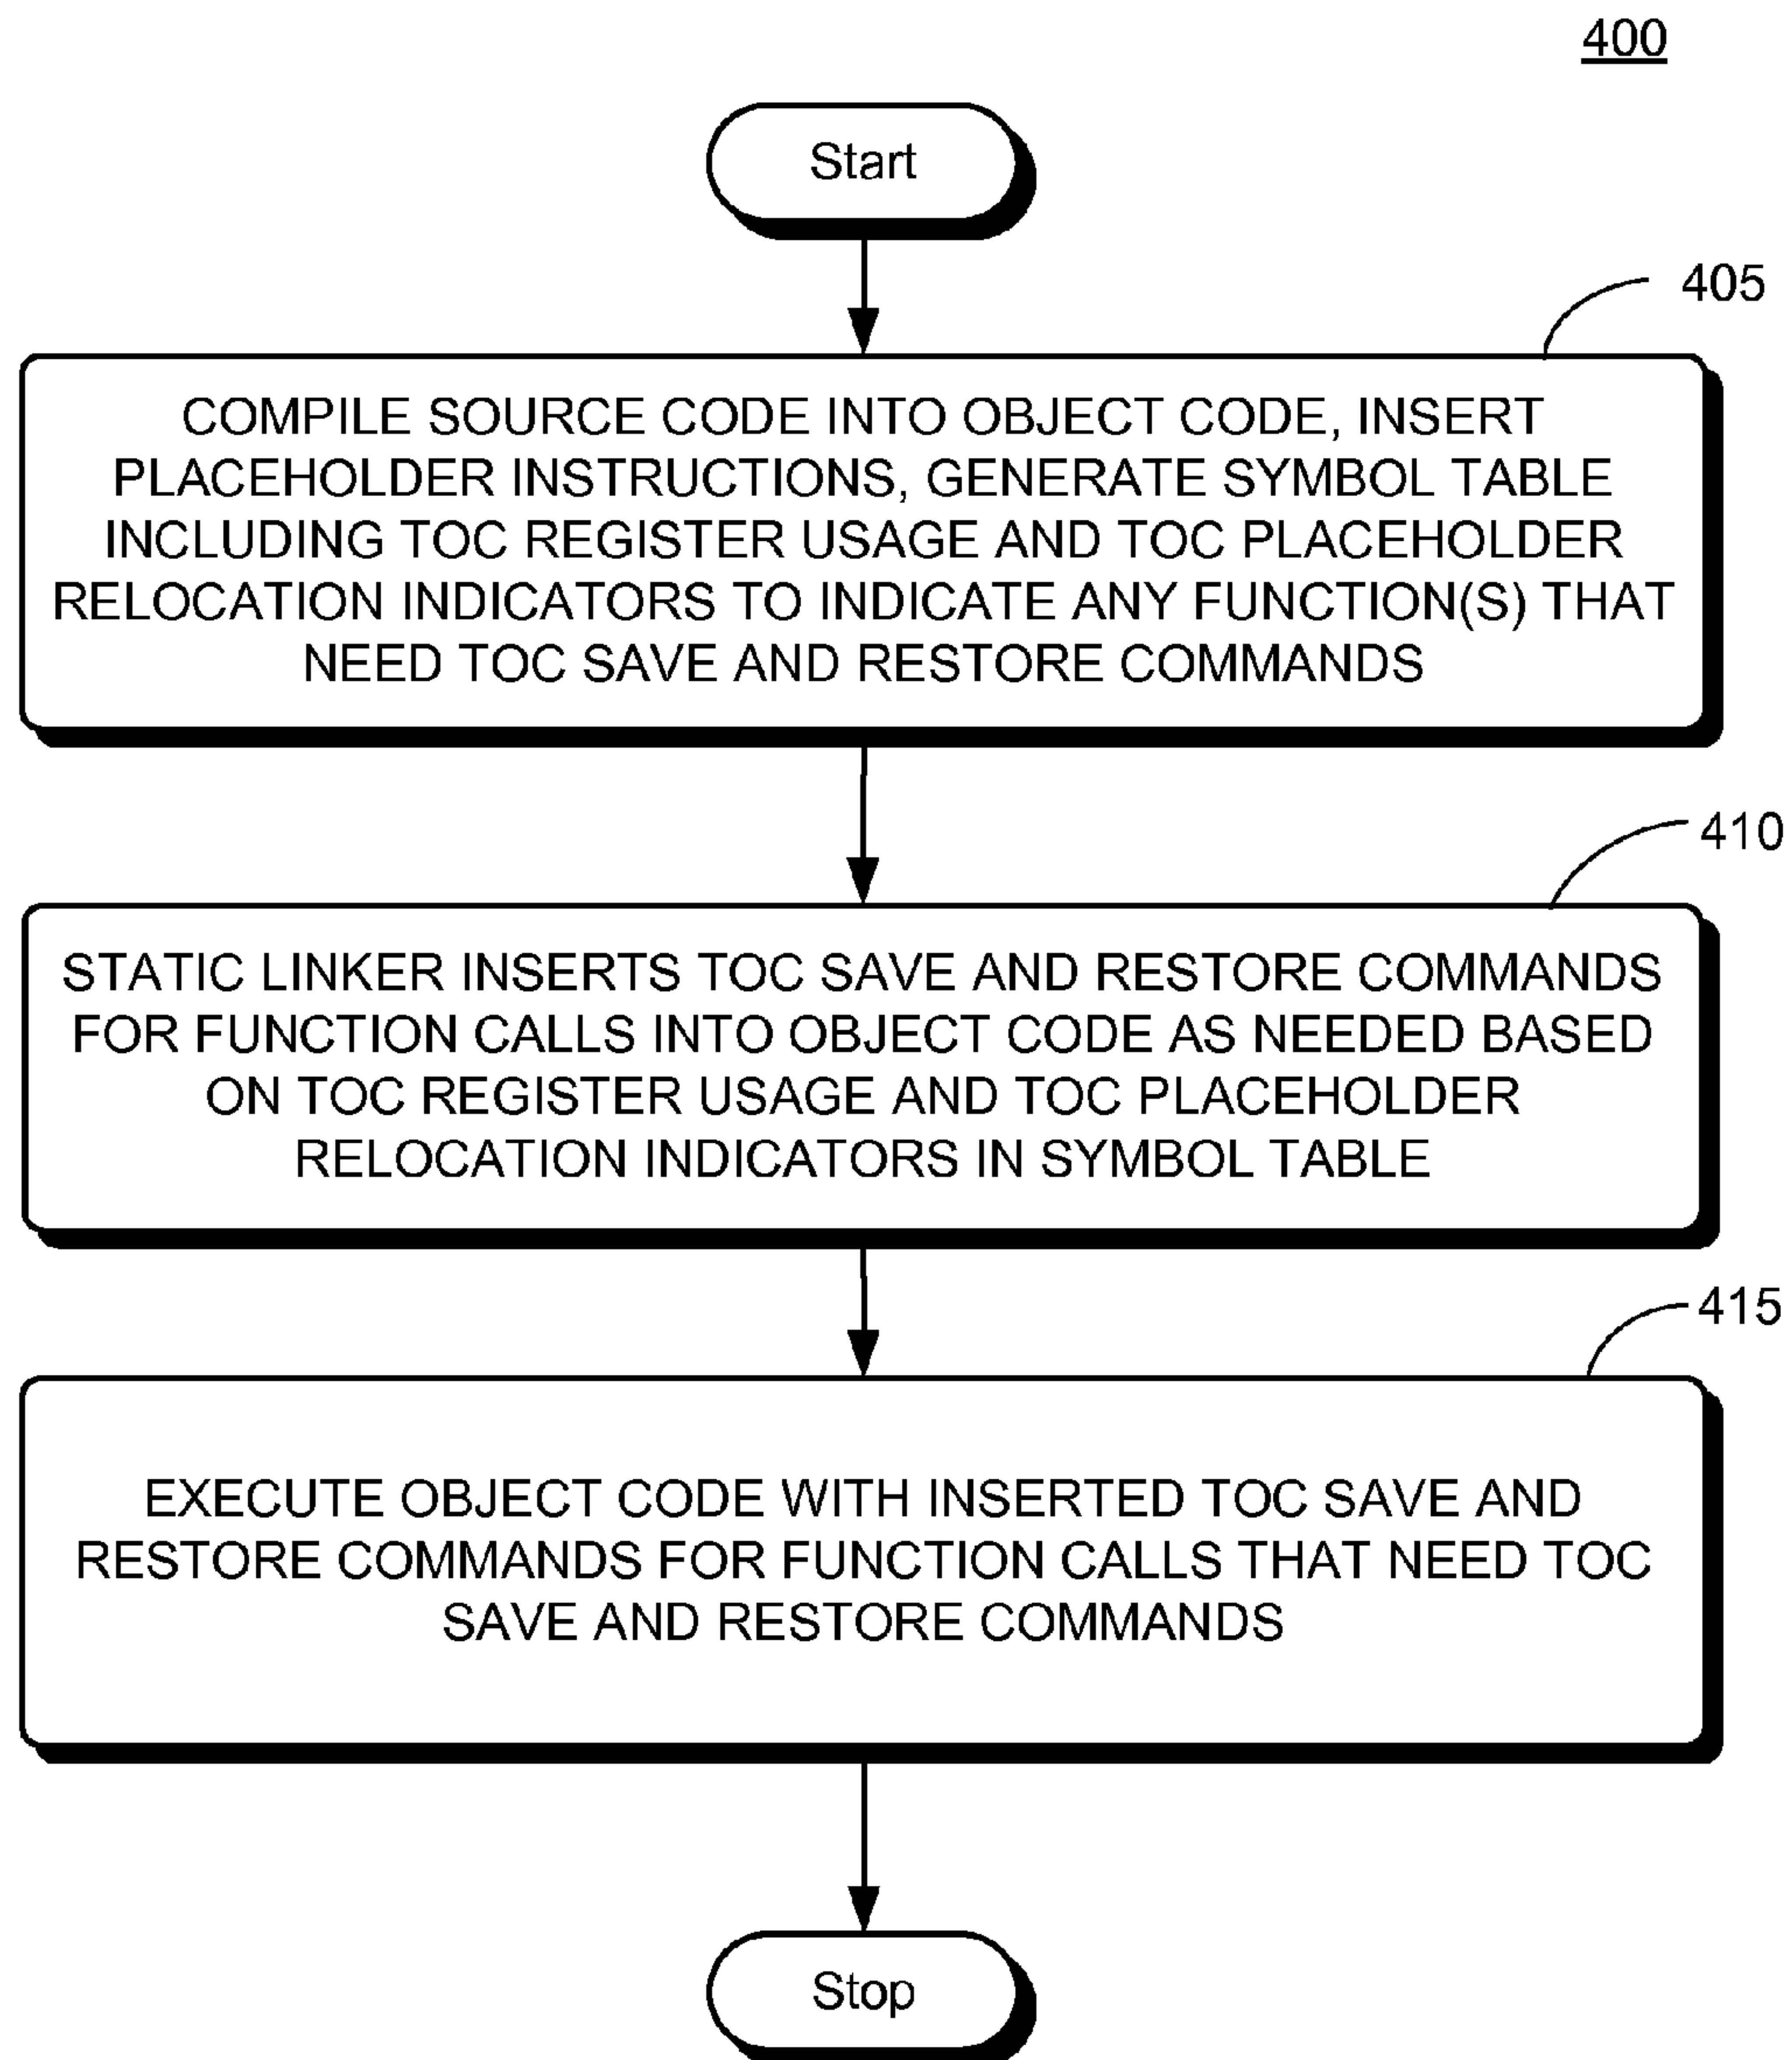 400
Start
405
COMPILE SOURCE CODE INTO OBJECT CODE, INSERT
PLACEHOLDER INSTRUCTIONS, GENERATE SYMBOL TABLE
INCLUDING TOC REGISTER USAGE AND TOC PLACEHOLDER
RELOCATION INDICATORS TO INDICATE ANY FUNCTION(S) THAT
NEED TOC SAVE AND RESTORE COMMANDS
410
STATIC LINKER INSERTS TOC SAVE AND RESTORE COMMANDS
FOR FUNCTION CALLS INTO OBJECT CODE AS NEEDED BASED
ON TOC REGISTER USAGE AND TOC PLACEHOLDER
RELOCATION INDICATORS IN SYMBOL TABLE
415
EXECUTE OBJECT CODE WITH INSERTED TOC SAVE AND
RESTORE COMMANDS FOR FUNCTION CALLS THAT NEED TOC
SAVE AND RESTORE COMMANDS
Stop